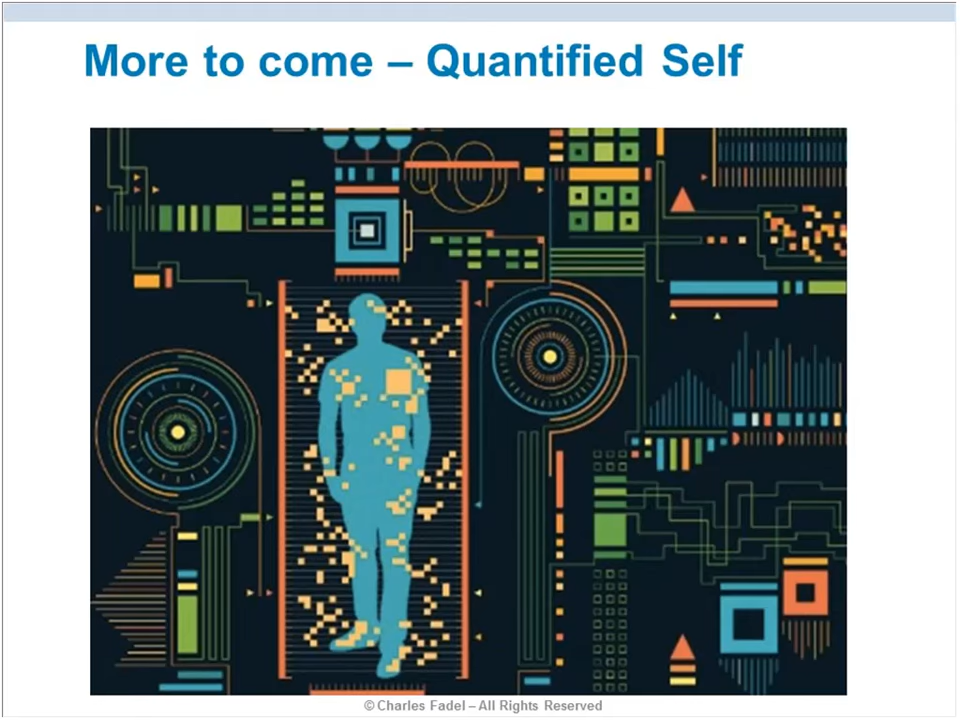 More to come – Quantified Self
© Charles Fadel – All Rights Reserved